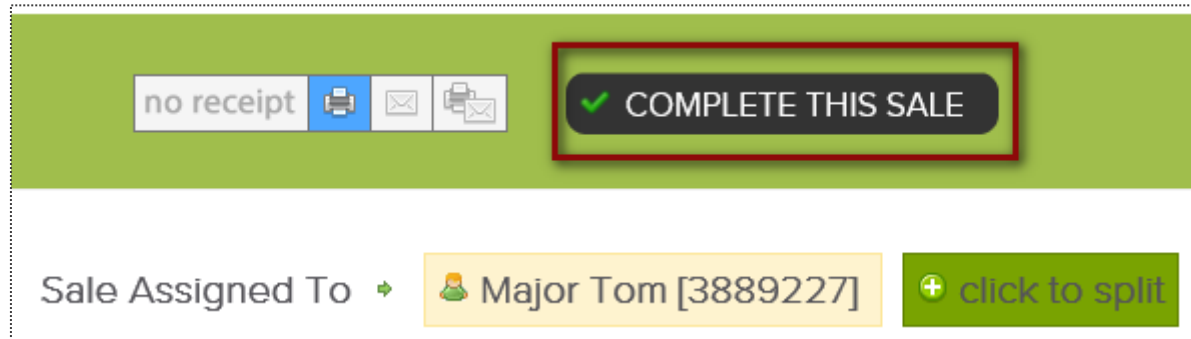 no receipt COMPLETE THIS SALE
Sale Assigned To Major Tom [3889227] click to split